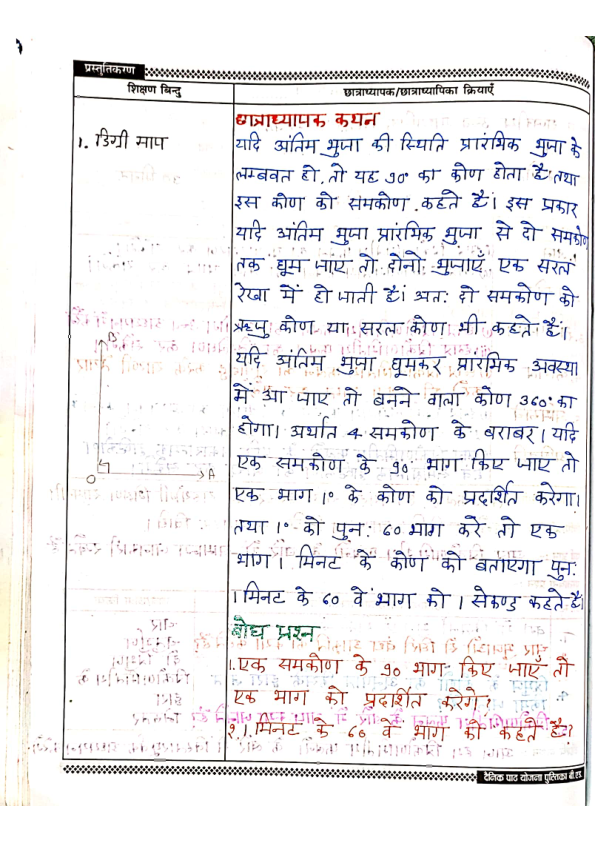 प्रस्तुतिकरण
शिक्षण बिन्दु
छात्राध्यापक/छात्राध्यापिका क्रियाएँ
छात्राध्यापक कथन
1. डिग्री माप
यदि अंतिम भुजा की स्थिति प्रारंभिक भुजा के
लम्बवत हो, तो यह 90° का कोण होता है तथा
इस कोण को समकोण कहते है। इस प्रकार
यदि अंतिम भुजा प्रारंभिक भुजा से दो समकोण
तक घूम जाए तो दोनो भुजाएँ एक सरल
रेखा में हो जाती है। अतः दो समकोण को
ऋजु कोण या सरल कोण भी कहते है।
यदि अंतिम भुजा घूमकर प्रारंभिक अवस्था
में आ जाए तो बनने वाला कोण 360° का
होगा। अर्थात 4 समकोण के बराबर। यदि
एक समकोण के 90 भाग किए जाए तो
एक भाग 1° के कोण को प्रदर्शित करेगा।
तथा 1° को पुनः 60 भाग करे तो एक
भाग 1 मिनट के कोण को बताएगा पुनः
1 मिनट के 60 वें भाग को 1 सेकण्ड कहते है।
B
O
A
बोध प्रश्न
1. एक समकोण के 90 भाग किए जाएँ तो
एक भाग को प्रदर्शित करेगे?
2. 1 मिनट के 60 वें भाग को कहते है?
दैनिक पाठ योजना पुस्तिका बी.एड.